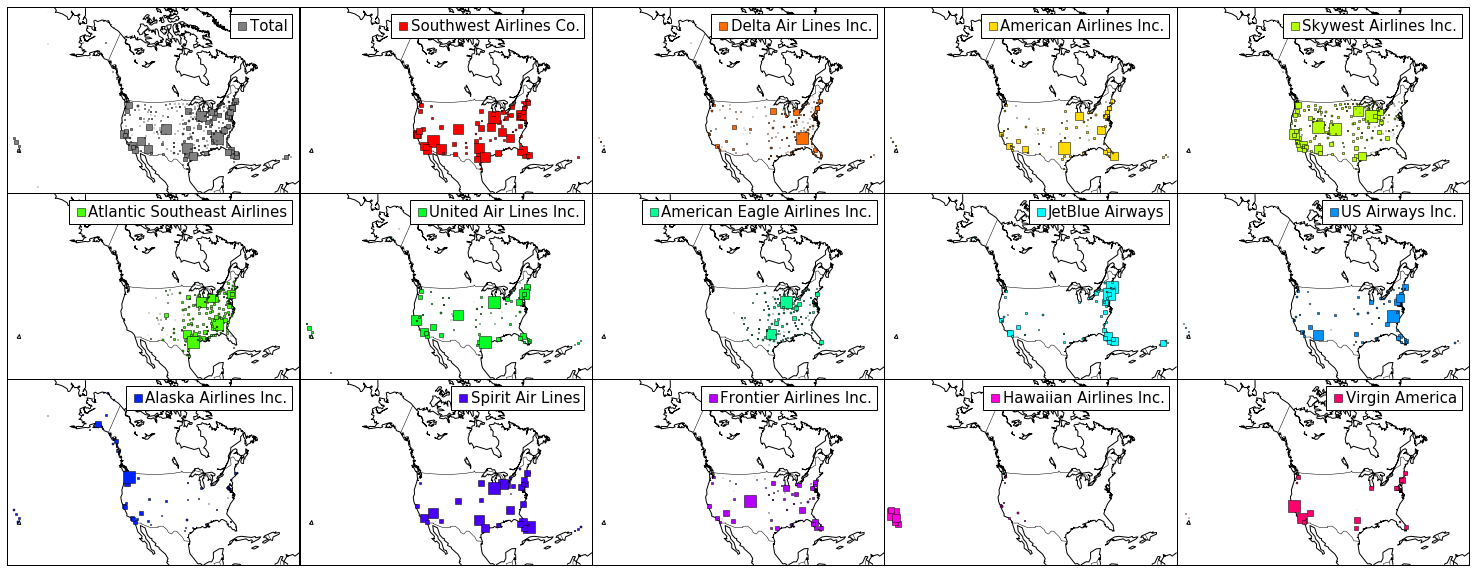 Total
Southwest Airlines Co.
Delta Air Lines Inc.
American Airlines Inc.
Skywest Airlines Inc.
Atlantic Southeast Airlines
United Air Lines Inc.
American Eagle Airlines Inc.
JetBlue Airways
US Airways Inc.
Alaska Airlines Inc.
Spirit Air Lines
Frontier Airlines Inc.
Hawaiian Airlines Inc.
Virgin America